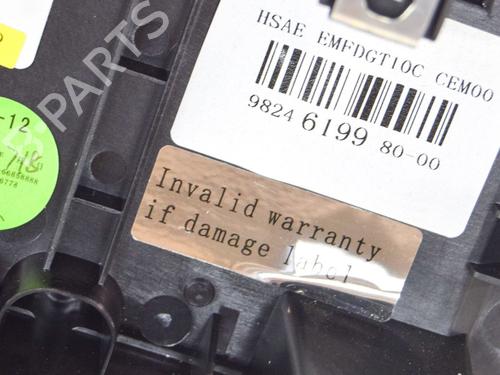 HSAE EMFDGT10C CEM00
9824 6199 80-00
Invalid warranty
if damage label
-12
PARTS